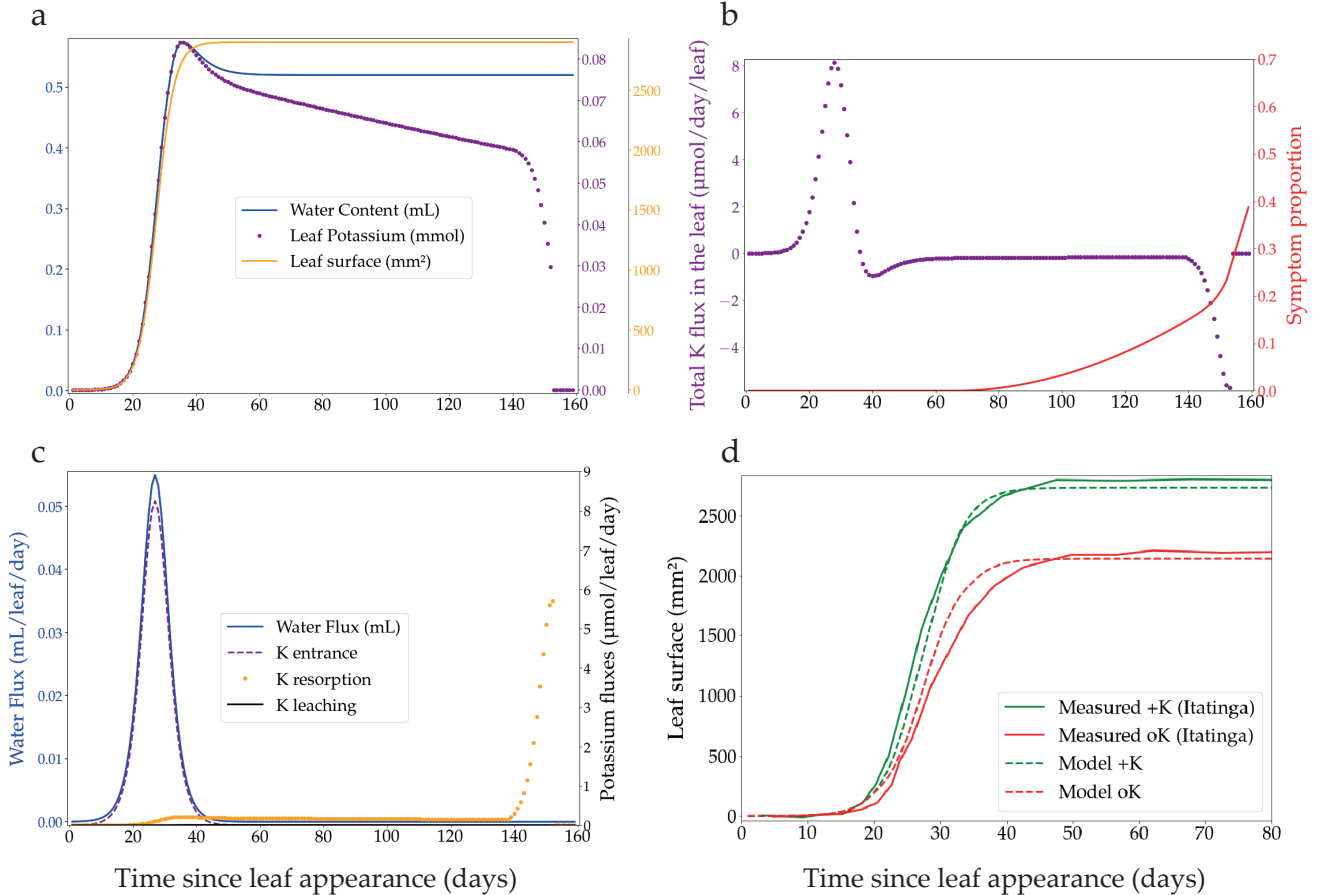 a
0.5
0.4
0.3
0.2
0.1
0.0
0.08
0.07
0.06
0.05
0.04
0.03
0.02
0.01
0.00
2500
2000
1500
1000
500
0
Water Content (mL)
Leaf Potassium (mmol)
Leaf surface (mm²)
0 20 40 60 80 100 120 140 160
b
Total K flux in the leaf (μmol/day/leaf)
8
6
4
2
0
−2
−4
0.7
0.6
0.5
0.4
0.3
0.2
0.1
0.0
Symptom proportion
0 20 40 60 80 100 120 140 160
c
Water Flux (mL/leaf/day)
0.05
0.04
0.03
0.02
0.01
0.00
9
8
7
6
5
4
3
2
1
0
Potassium fluxes (μmol/leaf/day)
Water Flux (mL)
K entrance
K resorption
K leaching
0 20 40 60 80 100 120 140 160
Time since leaf appearance (days)
d
Leaf surface (mm²)
2500
2000
1500
1000
500
0
Measured +K (Itatinga)
Measured oK (Itatinga)
Model +K
Model oK
0 10 20 30 40 50 60 70 80
Time since leaf appearance (days)